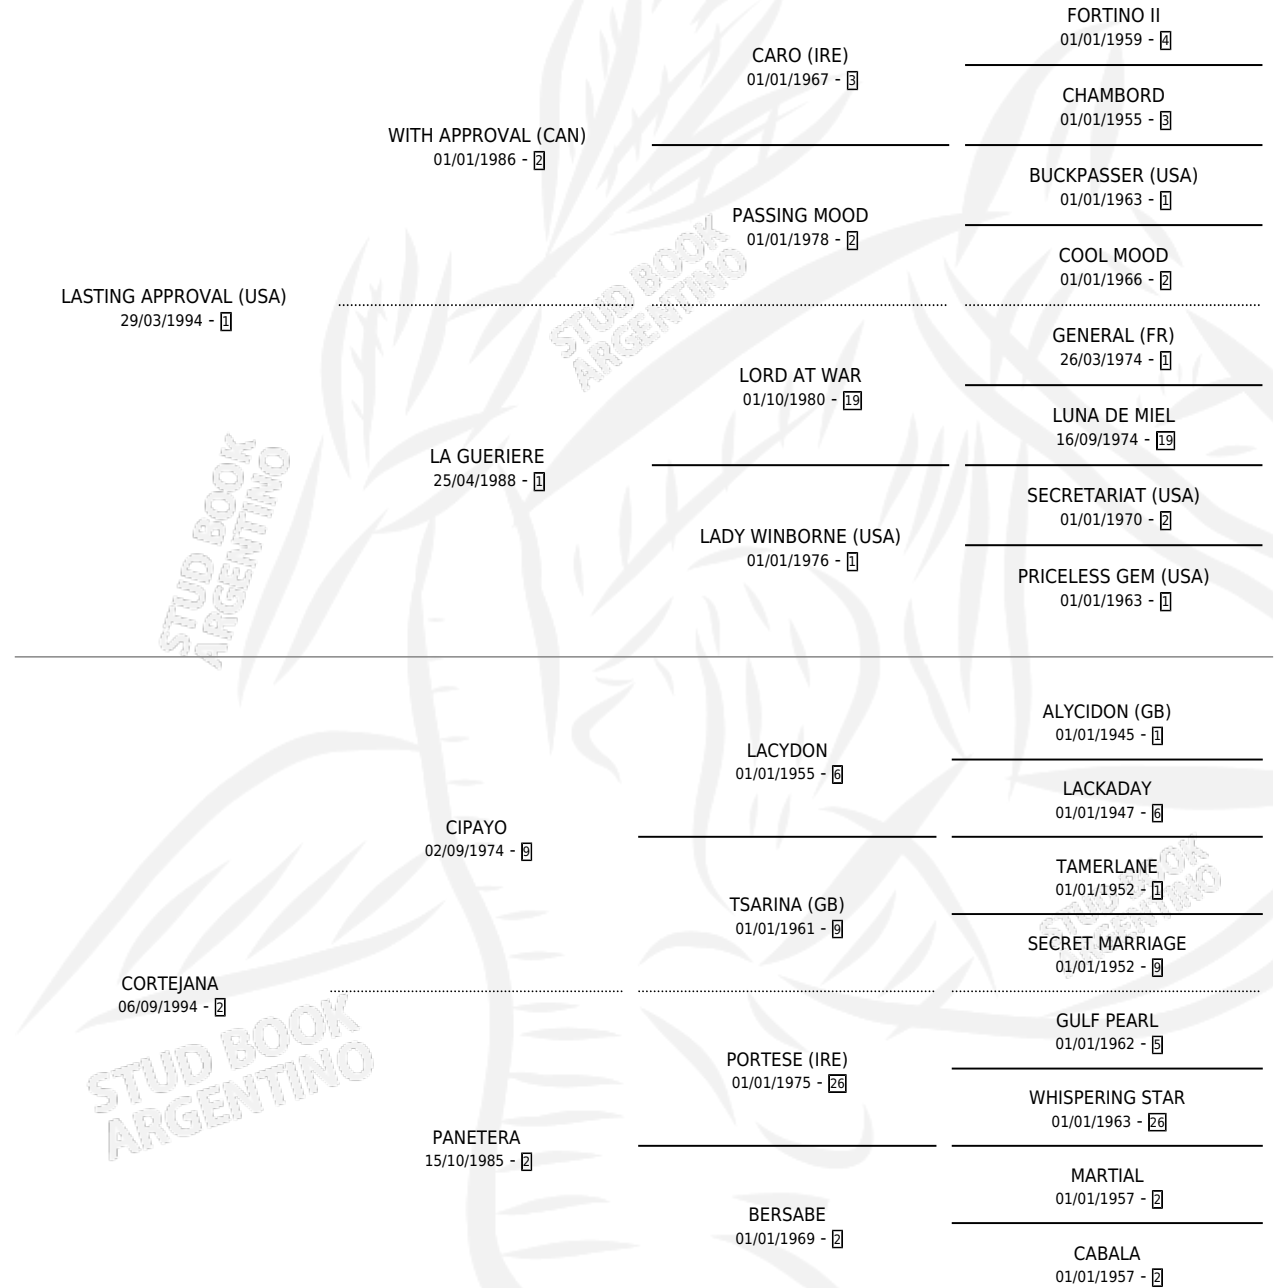 FORTINO II
01/01/1959 - 4
CARO (IRE)
01/01/1967 - 3
CHAMBORD
01/01/1955 - 3
WITH APPROVAL (CAN)
01/01/1986 - 2
BUCKPASSER (USA)
01/01/1963 - 1
PASSING MOOD
01/01/1978 - 2
COOL MOOD
01/01/1966 - 2
LASTING APPROVAL (USA)
29/03/1994 - 1
GENERAL (FR)
26/03/1974 - 1
LORD AT WAR
01/10/1980 - 19
LUNA DE MIEL
16/09/1974 - 19
LA GUERIERE
25/04/1988 - 1
SECRETARIAT (USA)
01/01/1970 - 2
LADY WINBORNE (USA)
01/01/1976 - 1
PRICELESS GEM (USA)
01/01/1963 - 1
ALYCIDON (GB)
01/01/1945 - 1
LACYDON
01/01/1955 - 6
LACKADAY
01/01/1947 - 6
CIPAYO
02/09/1974 - 9
TAMERLANE
01/01/1952 - 1
TSARINA (GB)
01/01/1961 - 9
SECRET MARRIAGE
01/01/1952 - 9
CORTEJANA
06/09/1994 - 2
GULF PEARL
01/01/1962 - 5
PORTESE (IRE)
01/01/1975 - 26
WHISPERING STAR
01/01/1963 - 26
PANETERA
15/10/1985 - 2
MARTIAL
01/01/1957 - 2
BERSABE
01/01/1969 - 2
CABALA
01/01/1957 - 2
STUD BOOK
ARGENTINO
STUD BOOK
ARGENTINO
STUD BOOK
ARGENTINO
STUD BOOK
ARGENTINO